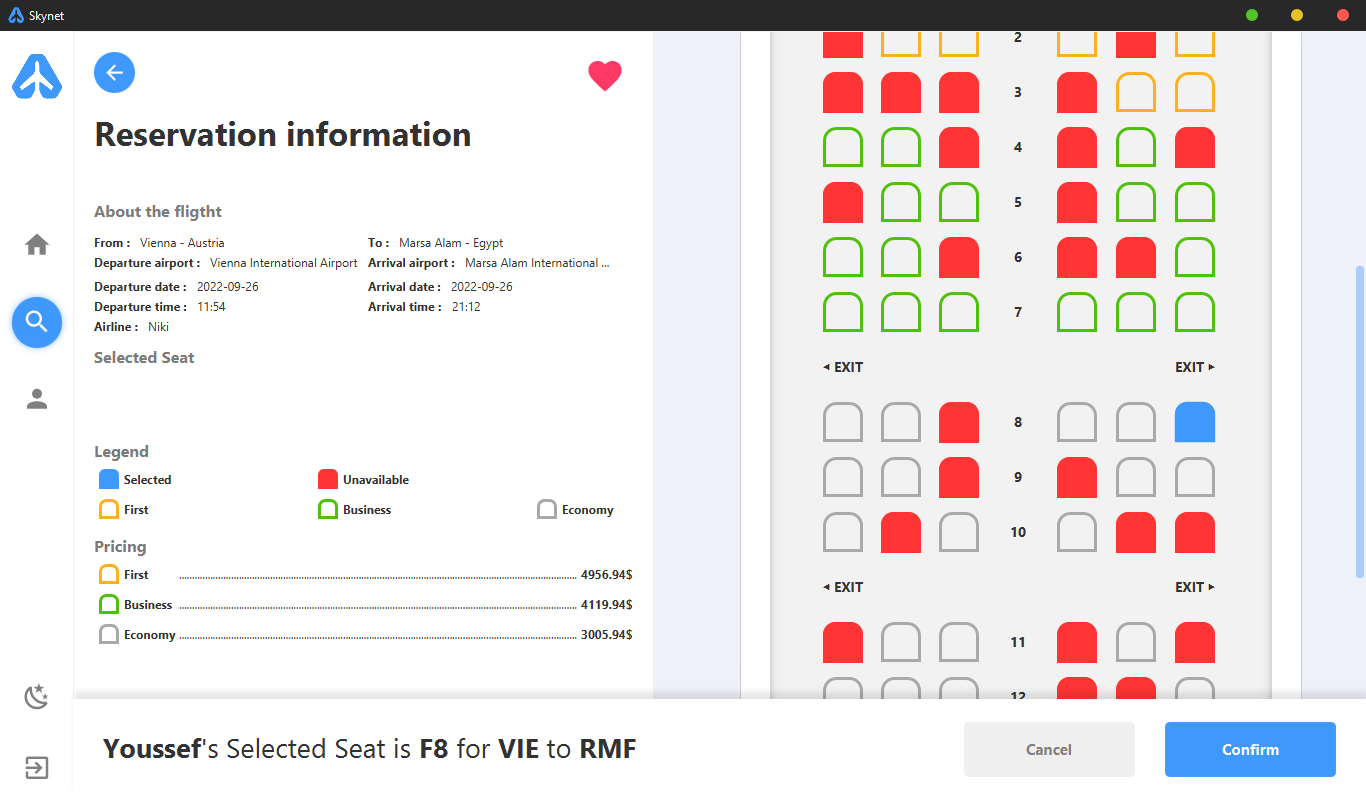 Skynet
Reservation information
About the fligtht
From : Vienna - Austria To : Marsa Alam - Egypt
Departure airport : Vienna International Airport Arrival airport : Marsa Alam International ...
Departure date : 2022-09-26 Arrival date : 2022-09-26
Departure time : 11:54 Arrival time : 21:12
Airline : Niki
Selected Seat
Legend
Selected Unavailable
First Business Economy
Pricing
First 4956.94$
Business 4119.94$
Economy 3005.94$
2
3
4
5
6
7
◂ EXIT EXIT ▸
8
9
10
◂ EXIT EXIT ▸
11
12
Youssef's Selected Seat is F8 for VIE to RMF
Cancel Confirm